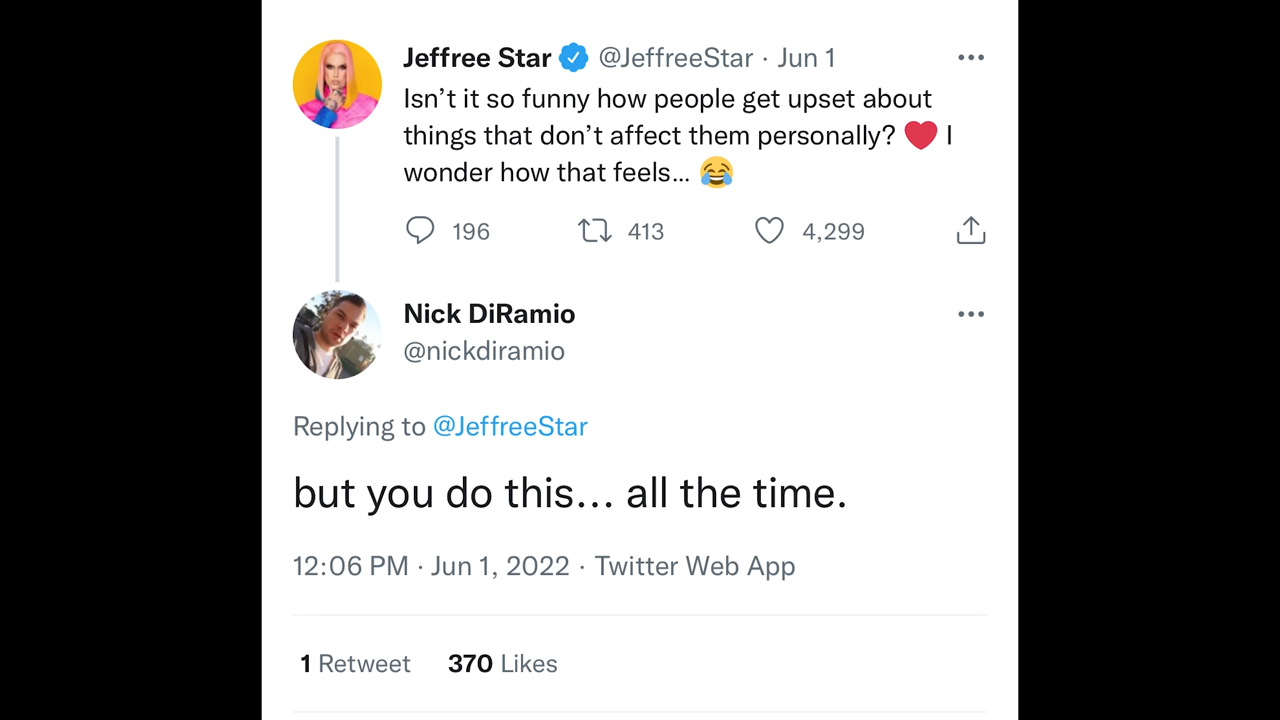 Jeffree Star @JeffreeStar · Jun 1
Isn’t it so funny how people get upset about
things that don’t affect them personally? ❤️ I
wonder how that feels... 😂
196 413 4,299
Nick DiRamio
@nickdiramio
Replying to @JeffreeStar
but you do this... all the time.
12:06 PM · Jun 1, 2022 · Twitter Web App
1 Retweet 370 Likes